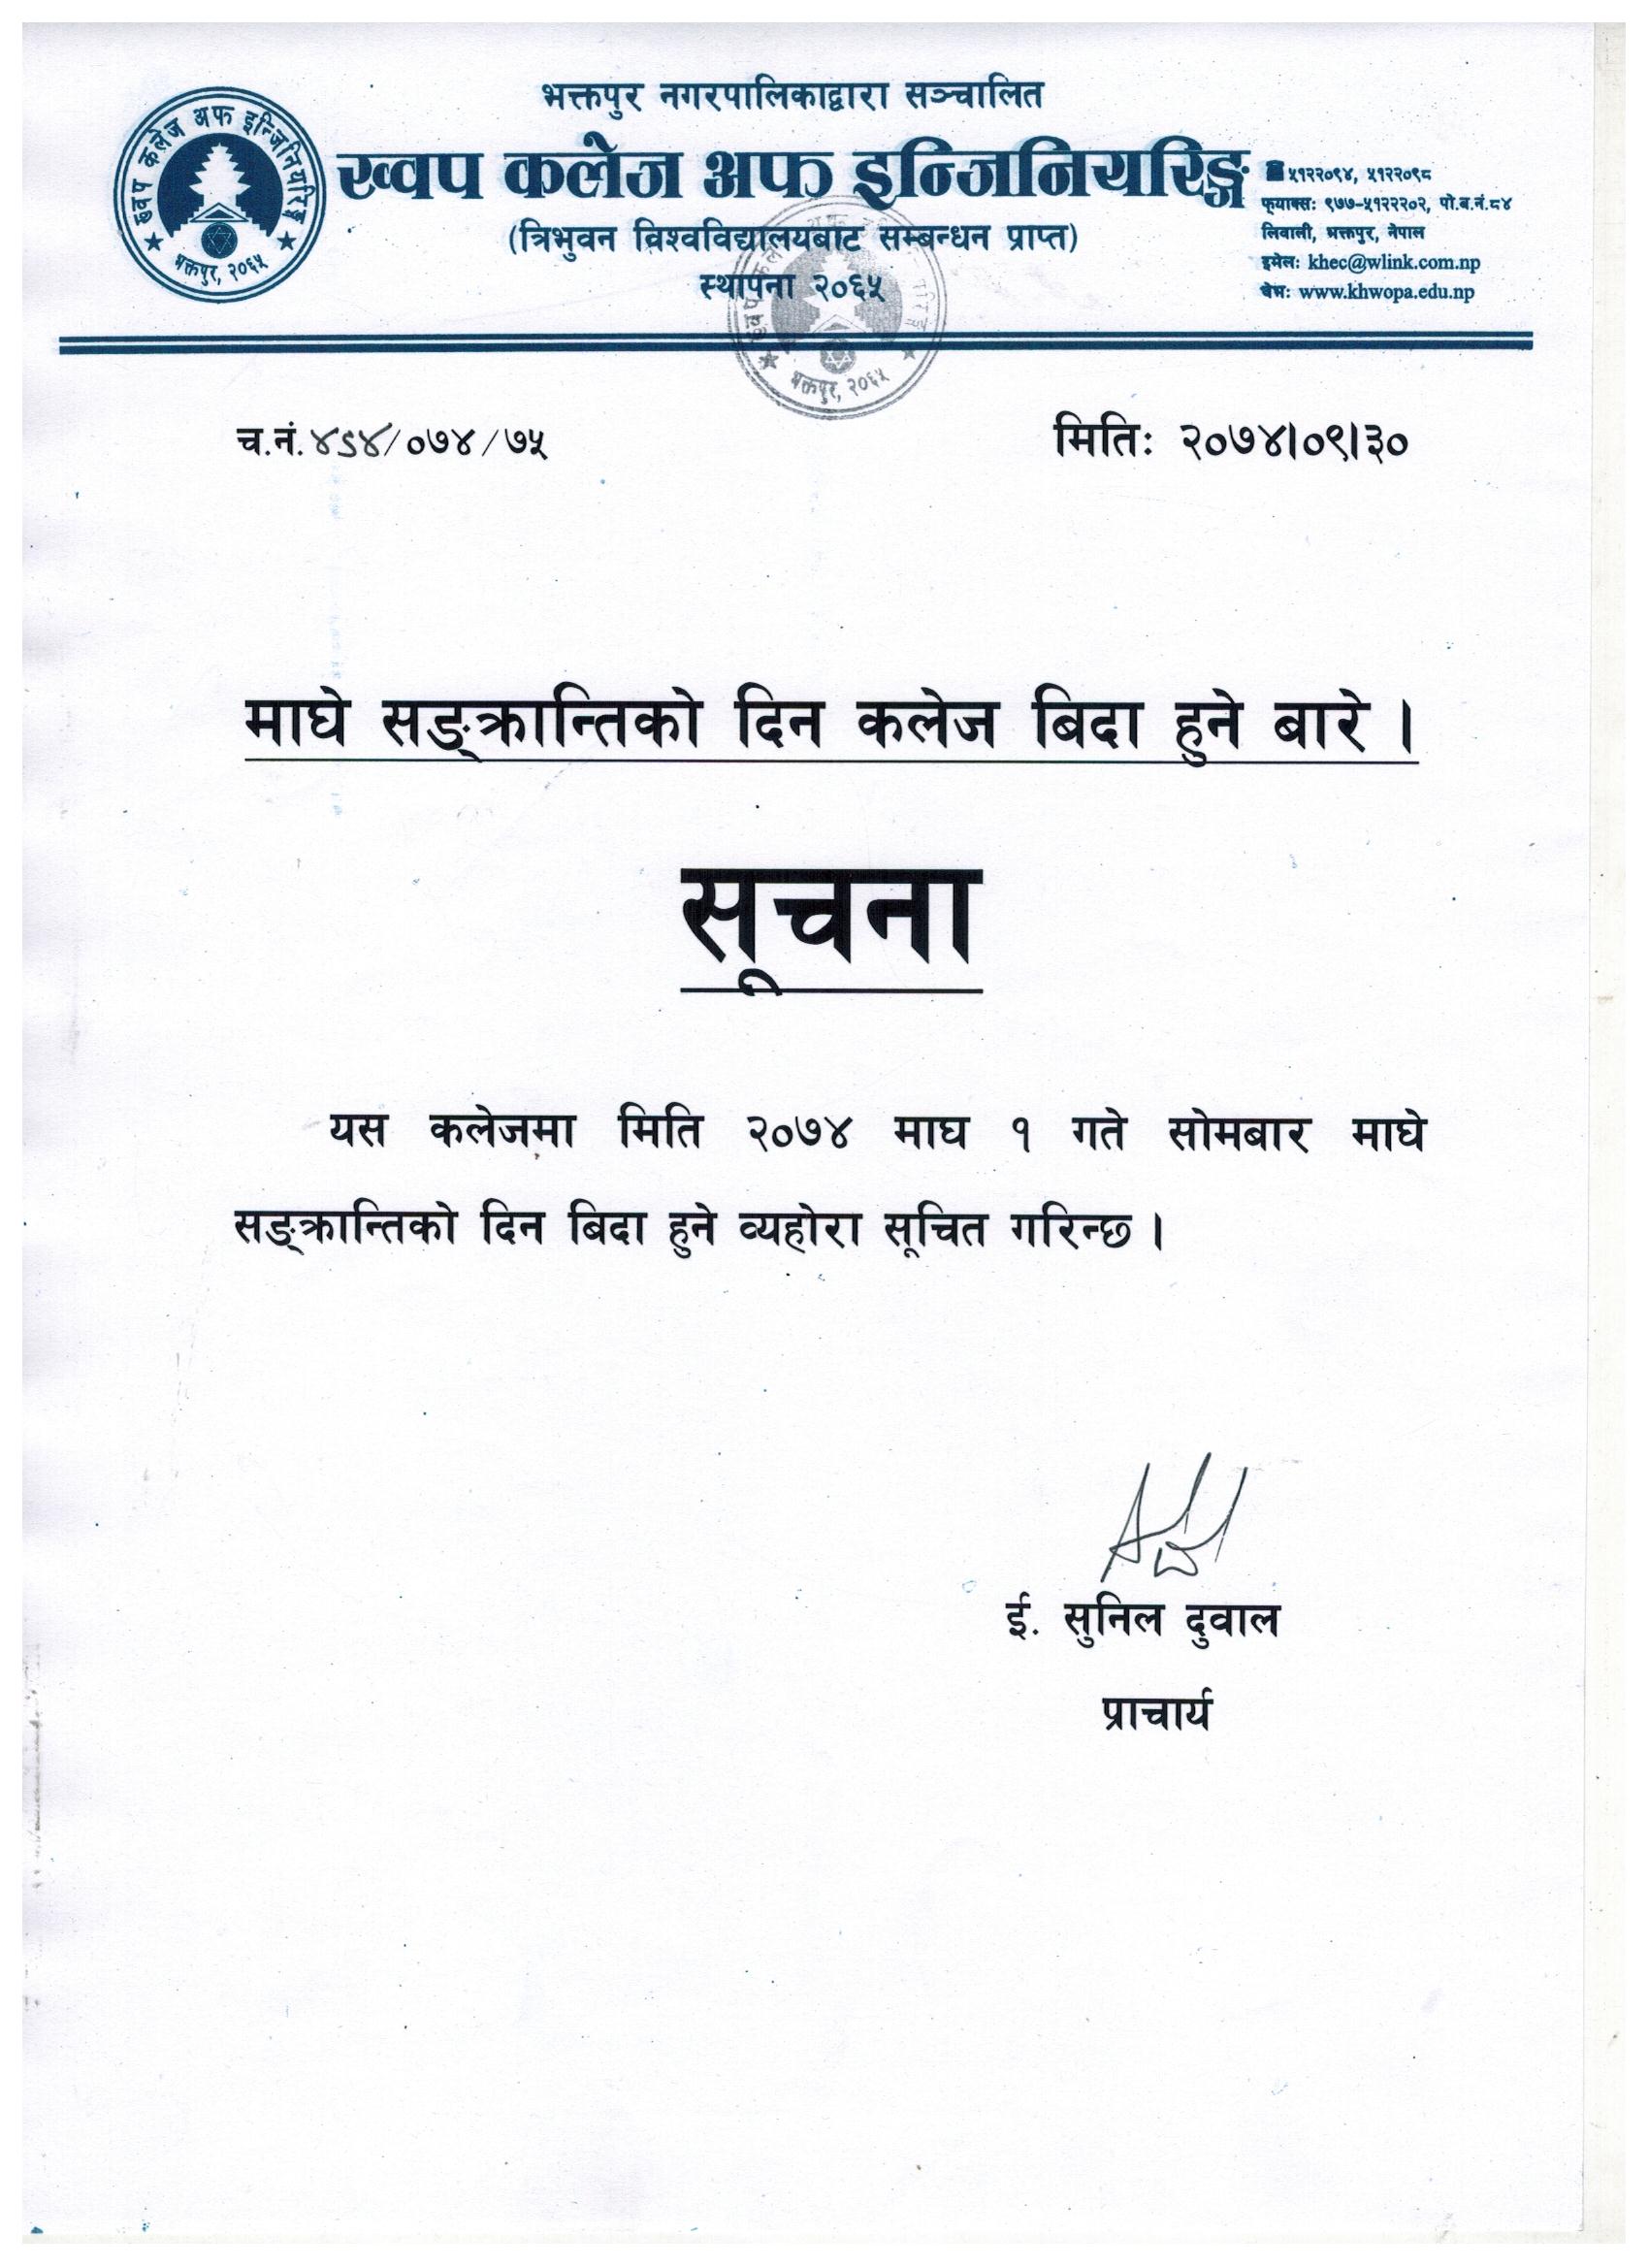 भक्तपुर नगरपालिकाद्वारा सञ्चालित
ख्वप कलेज अफ इन्जिनियरिङ्ग
(त्रिभुवन विश्वविद्यालयबाट सम्बन्धन प्राप्त)
स्थापना २०६५
ख्वप कलेज अफ इन्जिनियरिङ्ग
भक्तपुर, २०६५
५१२२०९४, ५१२२०९८
फ्याक्स: ९७७-५१२२२०२, पो.ब.नं.८४
लिवाली, भक्तपुर, नेपाल
इमेल: khec@wlink.com.np
वेभ: www.khwopa.edu.np
भक्तपुर, २०६५
च.नं. ४५४/०७४/७५
मिति: २०७४।०९।३०
माघे सङ्क्रान्तिको दिन कलेज बिदा हुने बारे ।
सूचना
यस कलेजमा मिति २०७४ माघ १ गते सोमबार माघे
सङ्क्रान्तिको दिन बिदा हुने व्यहोरा सूचित गरिन्छ ।
ई. सुनिल दुवाल
प्राचार्य